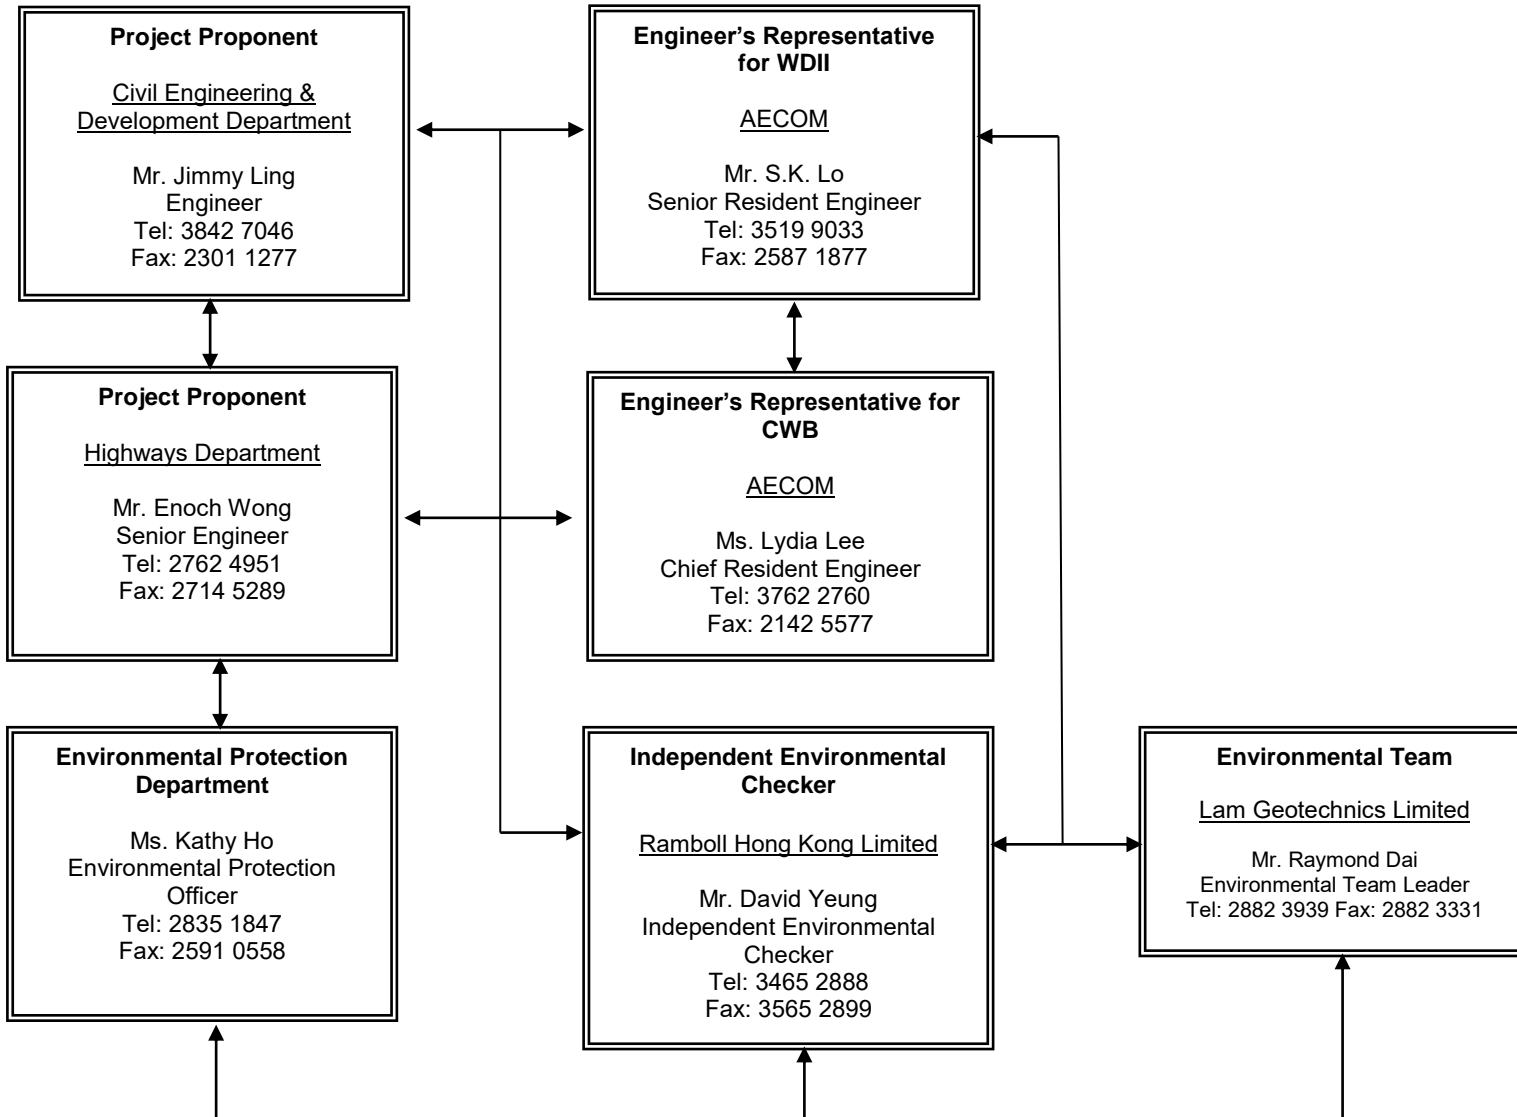 Project Proponent
Civil Engineering &
Development Department
Mr. Jimmy Ling
Engineer
Tel: 3842 7046
Fax: 2301 1277
Engineer’s Representative
for WDII
AECOM
Mr. S.K. Lo
Senior Resident Engineer
Tel: 3519 9033
Fax: 2587 1877
Project Proponent
Highways Department
Mr. Enoch Wong
Senior Engineer
Tel: 2762 4951
Fax: 2714 5289
Engineer’s Representative for
CWB
AECOM
Ms. Lydia Lee
Chief Resident Engineer
Tel: 3762 2760
Fax: 2142 5577
Environmental Protection
Department
Ms. Kathy Ho
Environmental Protection
Officer
Tel: 2835 1847
Fax: 2591 0558
Independent Environmental
Checker
Ramboll Hong Kong Limited
Mr. David Yeung
Independent Environmental
Checker
Tel: 3465 2888
Fax: 3565 2899
Environmental Team
Lam Geotechnics Limited
Mr. Raymond Dai
Environmental Team Leader
Tel: 2882 3939 Fax: 2882 3331